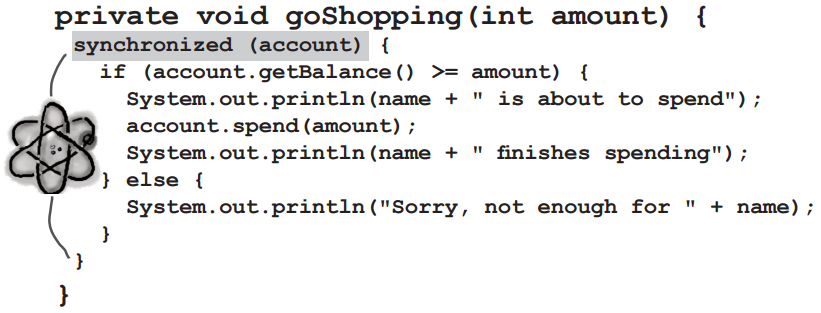 private void goShopping(int amount) {
synchronized (account) {
if (account.getBalance() >= amount) {
System.out.println(name + " is about to spend");
account.spend(amount);
System.out.println(name + " finishes spending");
} else {
System.out.println("Sorry, not enough for " + name);
}
}
}